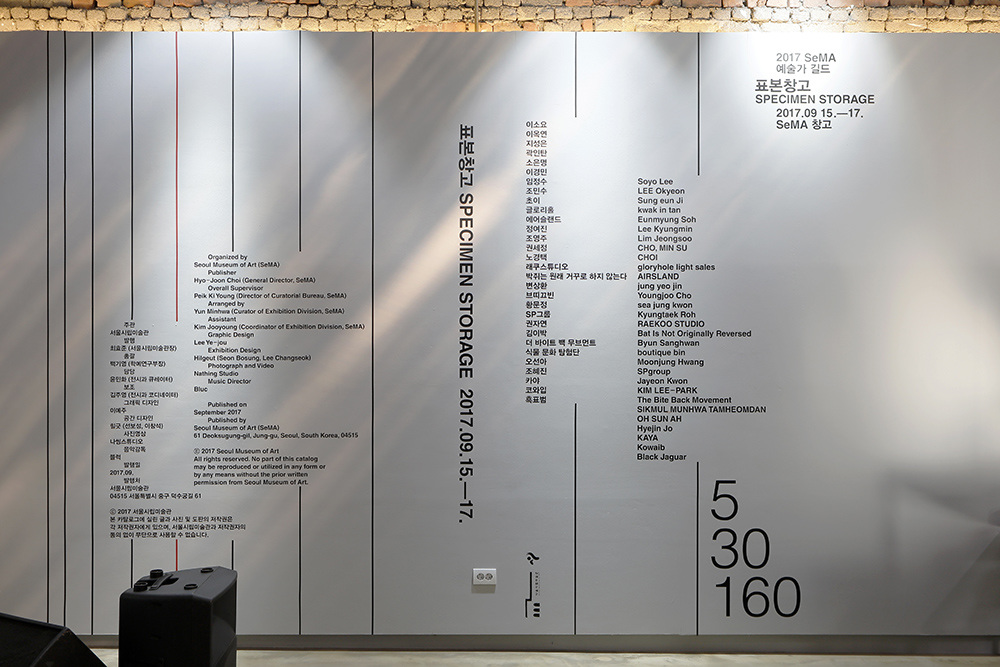 주관
서울시립미술관
발행
최효준 (서울시립미술관장)
총괄
백기영 (학예연구부장)
담당
윤민화 (전시과 큐레이터)
보조
김주영 (전시과 코디네이터)
그래픽 디자인
이예주
공간 디자인
힐긋 (선보성, 이창석)
사진영상
나씽스튜디오
음악감독
블럭
발행일
2017.09.
발행처
서울시립미술관
04515 서울특별시 중구 덕수궁길 61
ⓒ 2017 서울시립미술관
본 카탈로그에 실린 글과 사진 및 도판의 저작권은
각 저작권자에게 있으며, 서울시립미술관과 저작권자의
동의 없이 무단으로 사용할 수 없습니다.
Organized by
Seoul Museum of Art (SeMA)
Publisher
Hyo-Joon Choi (General Director, SeMA)
Overall Supervisor
Peik Ki Young (Director of Curatorial Bureau, SeMA)
Arranged by
Yun Minhwa (Curator of Exhibition Division, SeMA)
Assistant
Kim Jooyoung (Coordinator of Exhibition Division, SeMA)
Graphic Design
Lee Ye-jou
Exhibition Design
Hilgeut (Seon Bosung, Lee Changseok)
Photograph and Video
Nathing Studio
Music Director
Bluc
Published on
September 2017
Published by
Seoul Museum of Art (SeMA)
61 Deoksugung-gil, Jung-gu, Seoul, South Korea, 04515
ⓒ 2017 Seoul Museum of Art
All rights reserved. No part of this catalog
may be reproduced or utilized in any form or
by any means without the prior written
permission from Seoul Museum of Art.
표본창고 SPECIMEN STORAGE 2017.09.15.—17.
이소요
이옥연
지성은
곽인탄
소은명
이경민
임정수
조민수
초이
글로리홀
에어슬랜드
정여진
조영주
권세정
노경택
래쿠스튜디오
박쥐는 원래 거꾸로 하지 않는다
변상환
브띠끄빈
황문정
SP그룹
권자연
김이박
더 바이트 백 무브먼트
식물 문화 탐험단
오선아
조혜진
카야
코와입
흑표범
Soyo Lee
LEE Okyeon
Sung eun Ji
kwak in tan
Eunmyung Soh
Lee Kyungmin
Lim Jeongsoo
CHO, MIN SU
CHOI
gloryhole light sales
AIRSLAND
jung yeo jin
Youngjoo Cho
sea jung kwon
Kyungtaek Roh
RAEKOO STUDIO
Bat Is Not Originally Reversed
Byun Sanghwan
boutique bin
Moonjung Hwang
SPgroup
Jayeon Kwon
KIM LEE-PARK
The Bite Back Movement
SIKMUL MUNHWA TAMHEOMDAN
OH SUN AH
Hyejin Jo
KAYA
Kowaib
Black Jaguar
2017 SeMA
예술가 길드
표본창고
SPECIMEN STORAGE
2017.09 15.—17.
SeMA 창고
5
30
160